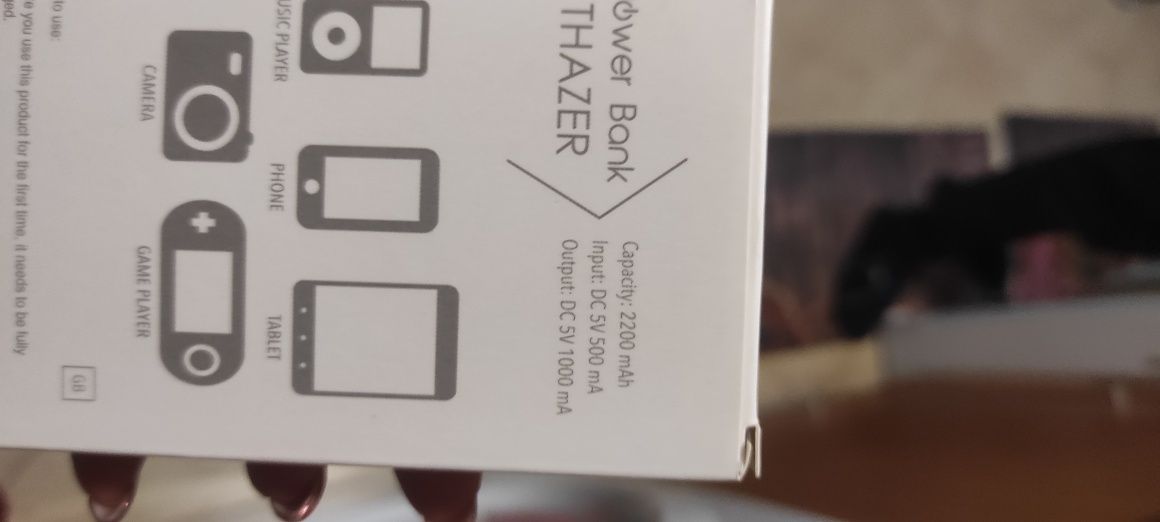 ower Bank
THAZER
Capacity: 2200 mAh
Input: DC 5V 500 mA
Output: DC 5V 1000 mA
USIC PLAYER
PHONE
TABLET
CAMERA
GAME PLAYER
to use:
e you use this product for the first time, it needs to be fully
ged.
GB